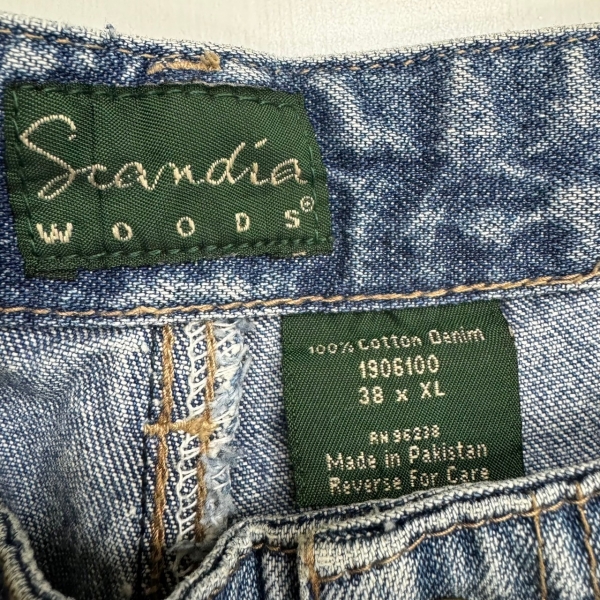 Scandia
WOODS®
100% Cotton Denim
1906100
38 x XL
RN 96238
Made in Pakistan
Reverse For Care